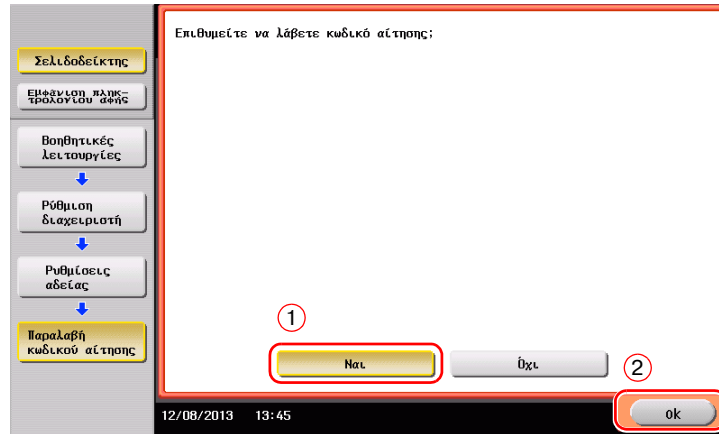 Επιθυμείτε να λάβετε κωδικό αίτησης;
Σελιδοδείκτης
Εμφάνιση πληκ-
τρολογίου αφής
Βοηθητικές
λειτουργίες
Ρύθμιση
διαχειριστή
Ρυθμίσεις
αδείας
Παραλαβή
κωδικού αίτησης
1
Ναι
Όχι
2
12/08/2013 13:45
ok